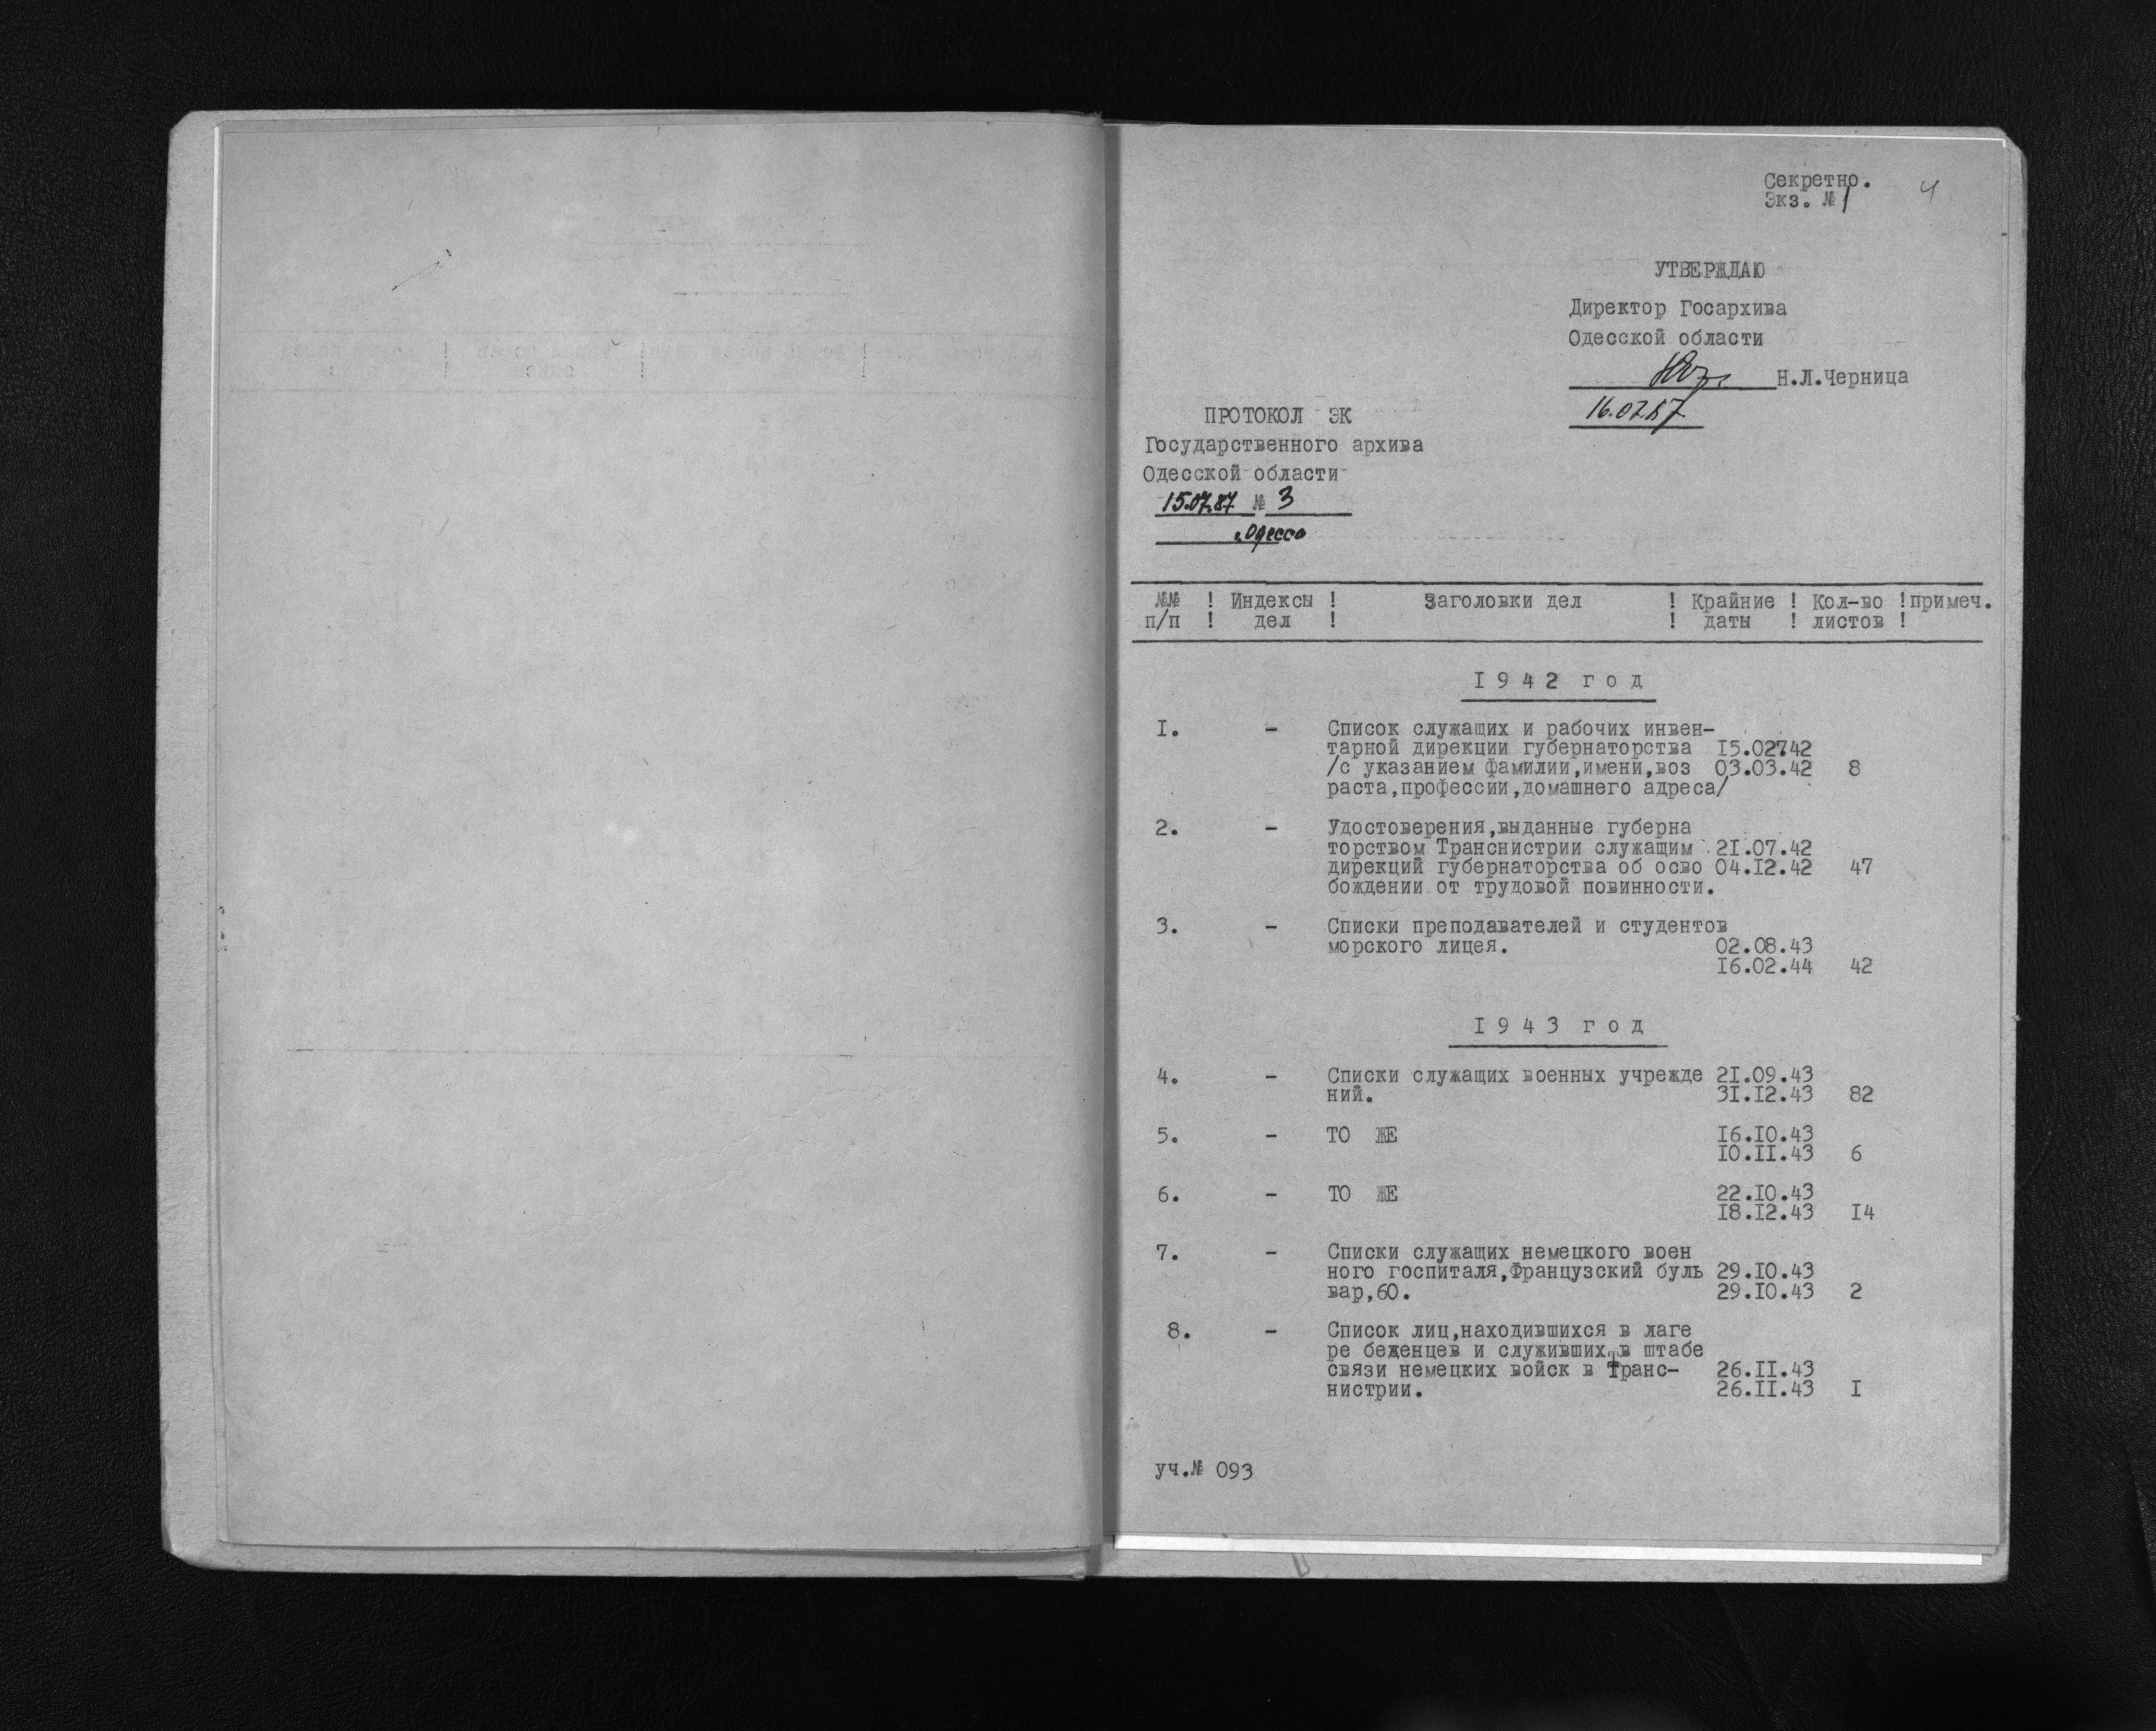 Секретно.
Экз. № 1
4
УТВЕРЖДАЮ
Директор Госархива
Одесской области
Н.Л.Черница
16.07.87
ПРОТОКОЛ ЭК
Государственного архива
Одесской области
15.07.87 № 3
г.Одесса
№№ ! Индексы ! Заголовки дел ! Крайние ! Кол-во !примеч.
п/п ! дел ! ! даты ! листов !
I 9 4 2 г о д
I. - Список служащих и рабочих инвен-
тарной дирекции губернаторства I5.02.42
/с указанием фамилии,имени,воз 03.03.42 8
раста,профессии,домашнего адреса/
2. - Удостоверения,выданные губерна
торством Транснистрии служащим 2I.07.42
дирекций губернаторства об осво 04.I2.42 47
бождении от трудовой повинности.
3. - Списки преподавателей и студентов
морского лицея. 02.08.43
I6.02.44 42
I 9 4 3 г о д
4. - Списки служащих военных учрежде 2I.09.43
ний. 3I.I2.43 82
5. - ТО ЖЕ I6.I0.43
I0.II.43 6
6. - ТО ЖЕ 22.I0.43
I8.I2.43 I4
7. - Списки служащих немецкого воен
ного госпиталя,Французский буль 29.I0.43
вар,60. 29.I0.43 2
8. - Список лиц,находившихся в лаге
ре беженцев и служивших в штабе
связи немецких войск в Транс- 26.II.43
нистрии. 26.II.43 I
уч.№ 093